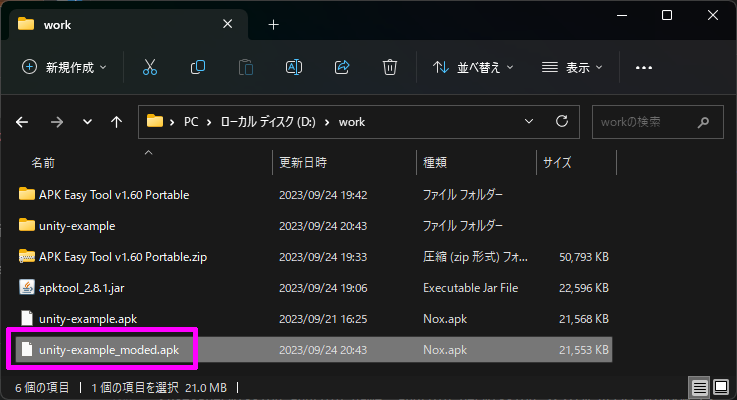 work
新規作成 並べ替え 表示
PC ローカル ディスク (D:) work workの検索
名前 更新日時 種類 サイズ
APK Easy Tool v1.60 Portable 2023/09/24 19:42 ファイル フォルダー
unity-example 2023/09/24 20:43 ファイル フォルダー
APK Easy Tool v1.60 Portable.zip 2023/09/24 19:33 圧縮 (zip 形式) フォ... 50,793 KB
apktool_2.8.1.jar 2023/09/24 19:06 Executable Jar File 22,596 KB
unity-example.apk 2023/09/21 16:25 Nox.apk 21,568 KB
unity-example_moded.apk 2023/09/24 20:43 Nox.apk 21,553 KB
6 個の項目 1 個の項目を選択 21.0 MB